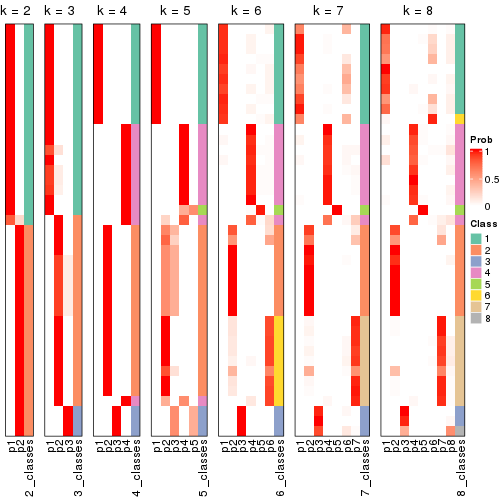 k = 2 k = 3 k = 4 k = 5 k = 6 k = 7 k = 8
Prob
1
0.5
0
Class
1
2
3
4
5
6
7
8
p1 p2 2_classes
p1 p2 p3 3_classes
p1 p2 p3 p4 4_classes
p1 p2 p3 p4 p5 5_classes
p1 p2 p3 p4 p5 p6 6_classes
p1 p2 p3 p4 p5 p6 p7 7_classes
p1 p2 p3 p4 p5 p6 p7 p8 8_classes